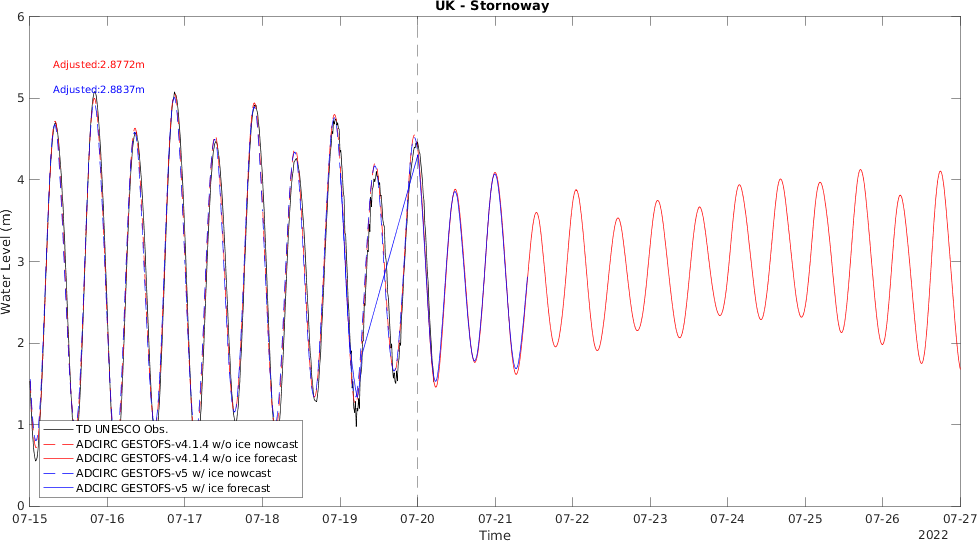 UK - Stornoway
6
Adjusted:2.8772m
Adjusted:2.8837m
5
4
3
2
1
0
Water Level (m)
TD UNESCO Obs.
ADCIRC GESTOFS-v4.1.4 w/o ice nowcast
ADCIRC GESTOFS-v4.1.4 w/o ice forecast
ADCIRC GESTOFS-v5 w/ ice nowcast
ADCIRC GESTOFS-v5 w/ ice forecast
07-15 07-16 07-17 07-18 07-19 07-20 07-21 07-22 07-23 07-24 07-25 07-26 07-27
Time
2022